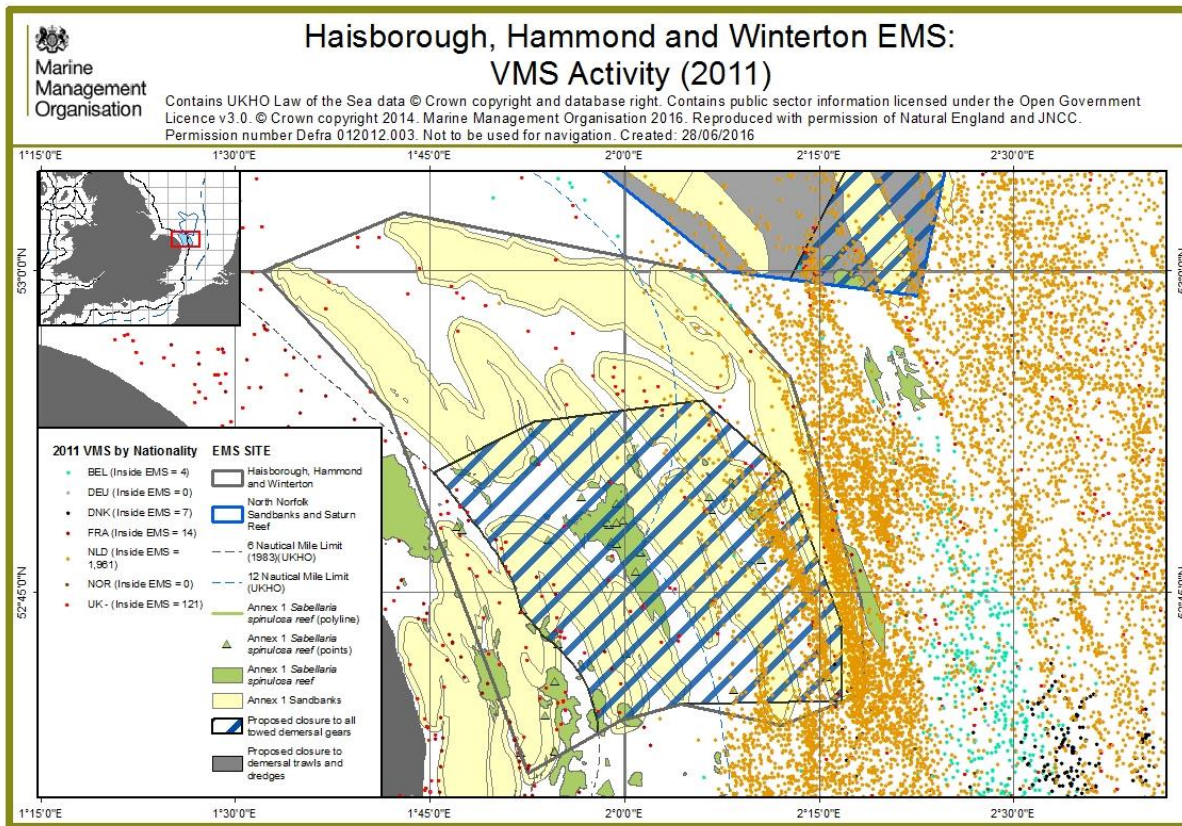 Marine
Management
Organisation
Haisborough, Hammond and Winterton EMS:
VMS Activity (2011)
Contains UKHO Law of the Sea data © Crown copyright and database right. Contains public sector information licensed under the Open Government
Licence v3.0. © Crown copyright 2014. Marine Management Organisation 2016. Reproduced with permission of Natural England and JNCC.
Permission number Defra 012012.003. Not to be used for navigation. Created: 28/06/2016
1°15'0"E 1°30'0"E 1°45'0"E 2°0'0"E 2°15'0"E 2°30'0"E
53°0'0"N 53°0'0"N
52°45'0"N 52°45'0"N
2011 VMS by Nationality
BEL (Inside EMS = 4)
DEU (Inside EMS = 0)
DNK (Inside EMS = 7)
FRA (Inside EMS = 14)
NLD (Inside EMS =
1,961)
NOR (Inside EMS = 0)
UK - (Inside EMS = 121)
EMS SITE
Haisborough, Hammond
and Winterton
North Norfolk
Sandbanks and Saturn
Reef
6 Nautical Mile Limit
(1983)(UKHO)
12 Nautical Mile Limit
(UKHO)
Annex 1 Sabellaria
spinulosa reef (polyline)
Annex 1 Sabellaria
spinulosa reef (points)
Annex 1 Sabellaria
spinulosa reef
Annex 1 Sandbanks
Proposed closure to all
towed demersal gears
Proposed closure to
demersal trawls and
dredges
1°15'0"E 1°30'0"E 1°45'0"E 2°0'0"E 2°15'0"E 2°30'0"E